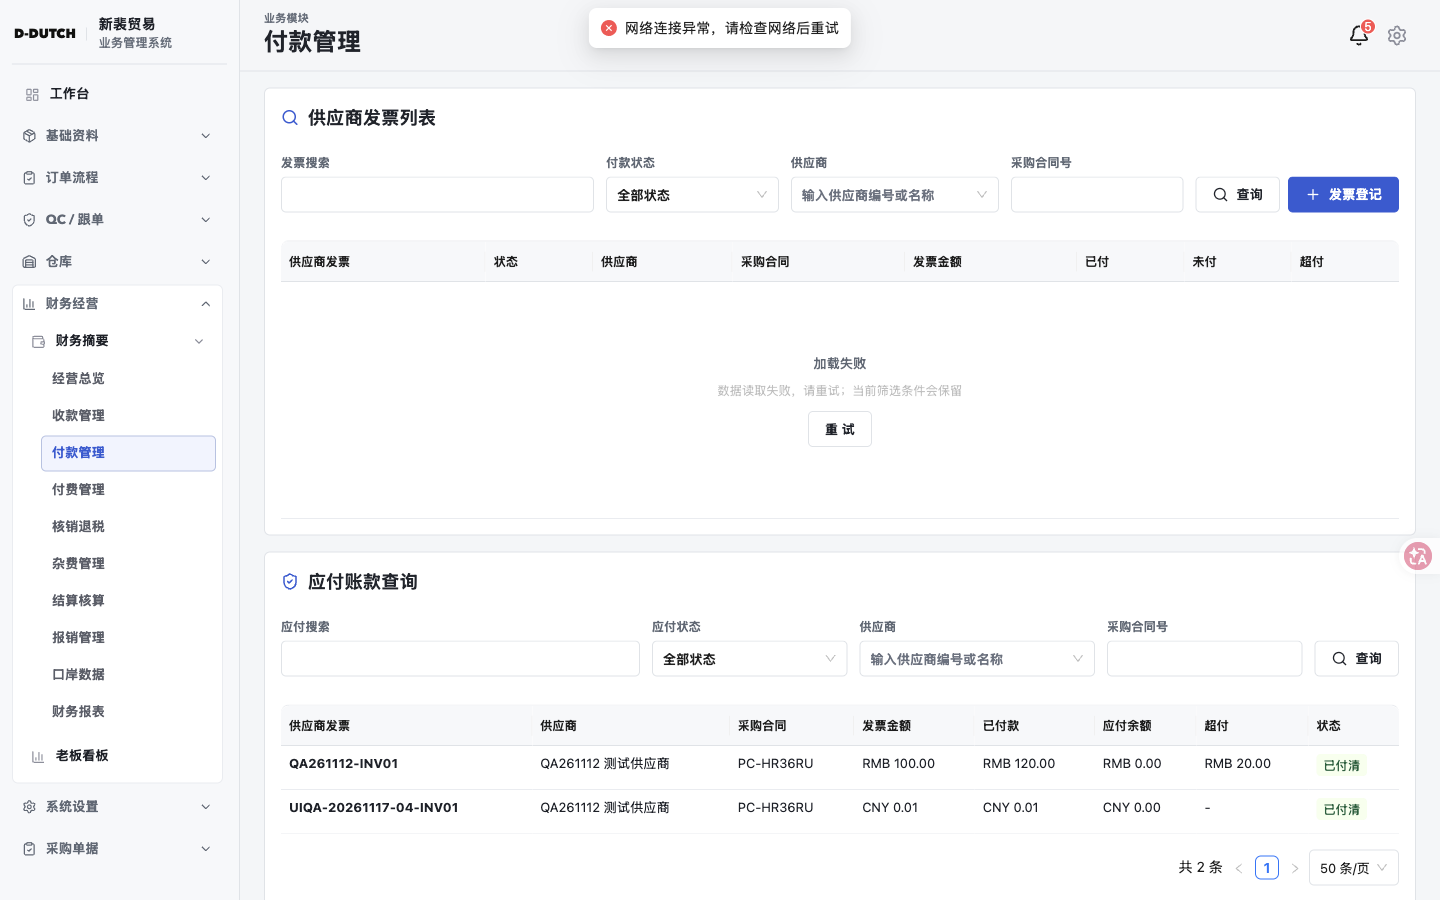 D-DUTCH
新裴贸易
业务管理系统
工作台
基础资料
订单流程
QC / 跟单
仓库
财务经营
财务摘要
经营总览
收款管理
付款管理
付费管理
核销退税
杂费管理
结算核算
报销管理
口岸数据
财务报表
老板看板
系统设置
采购单据
业务模块
付款管理
网络连接异常，请检查网络后重试
5
供应商发票列表
发票搜索 付款状态 供应商 采购合同号
全部状态 输入供应商编号或名称 查询 发票登记
供应商发票 状态 供应商 采购合同 发票金额 已付 未付 超付
加载失败
数据读取失败，请重试；当前筛选条件会保留
重 试
应付账款查询
应付搜索 应付状态 供应商 采购合同号
全部状态 输入供应商编号或名称 查询
供应商发票 供应商 采购合同 发票金额 已付款 应付余额 超付 状态
QA261112-INV01 QA261112 测试供应商 PC-HR36RU RMB 100.00 RMB 120.00 RMB 0.00 RMB 20.00 已付清
UIQA-20261117-04-INV01 QA261112 测试供应商 PC-HR36RU CNY 0.01 CNY 0.01 CNY 0.00 - 已付清
共 2 条 1 50 条/页